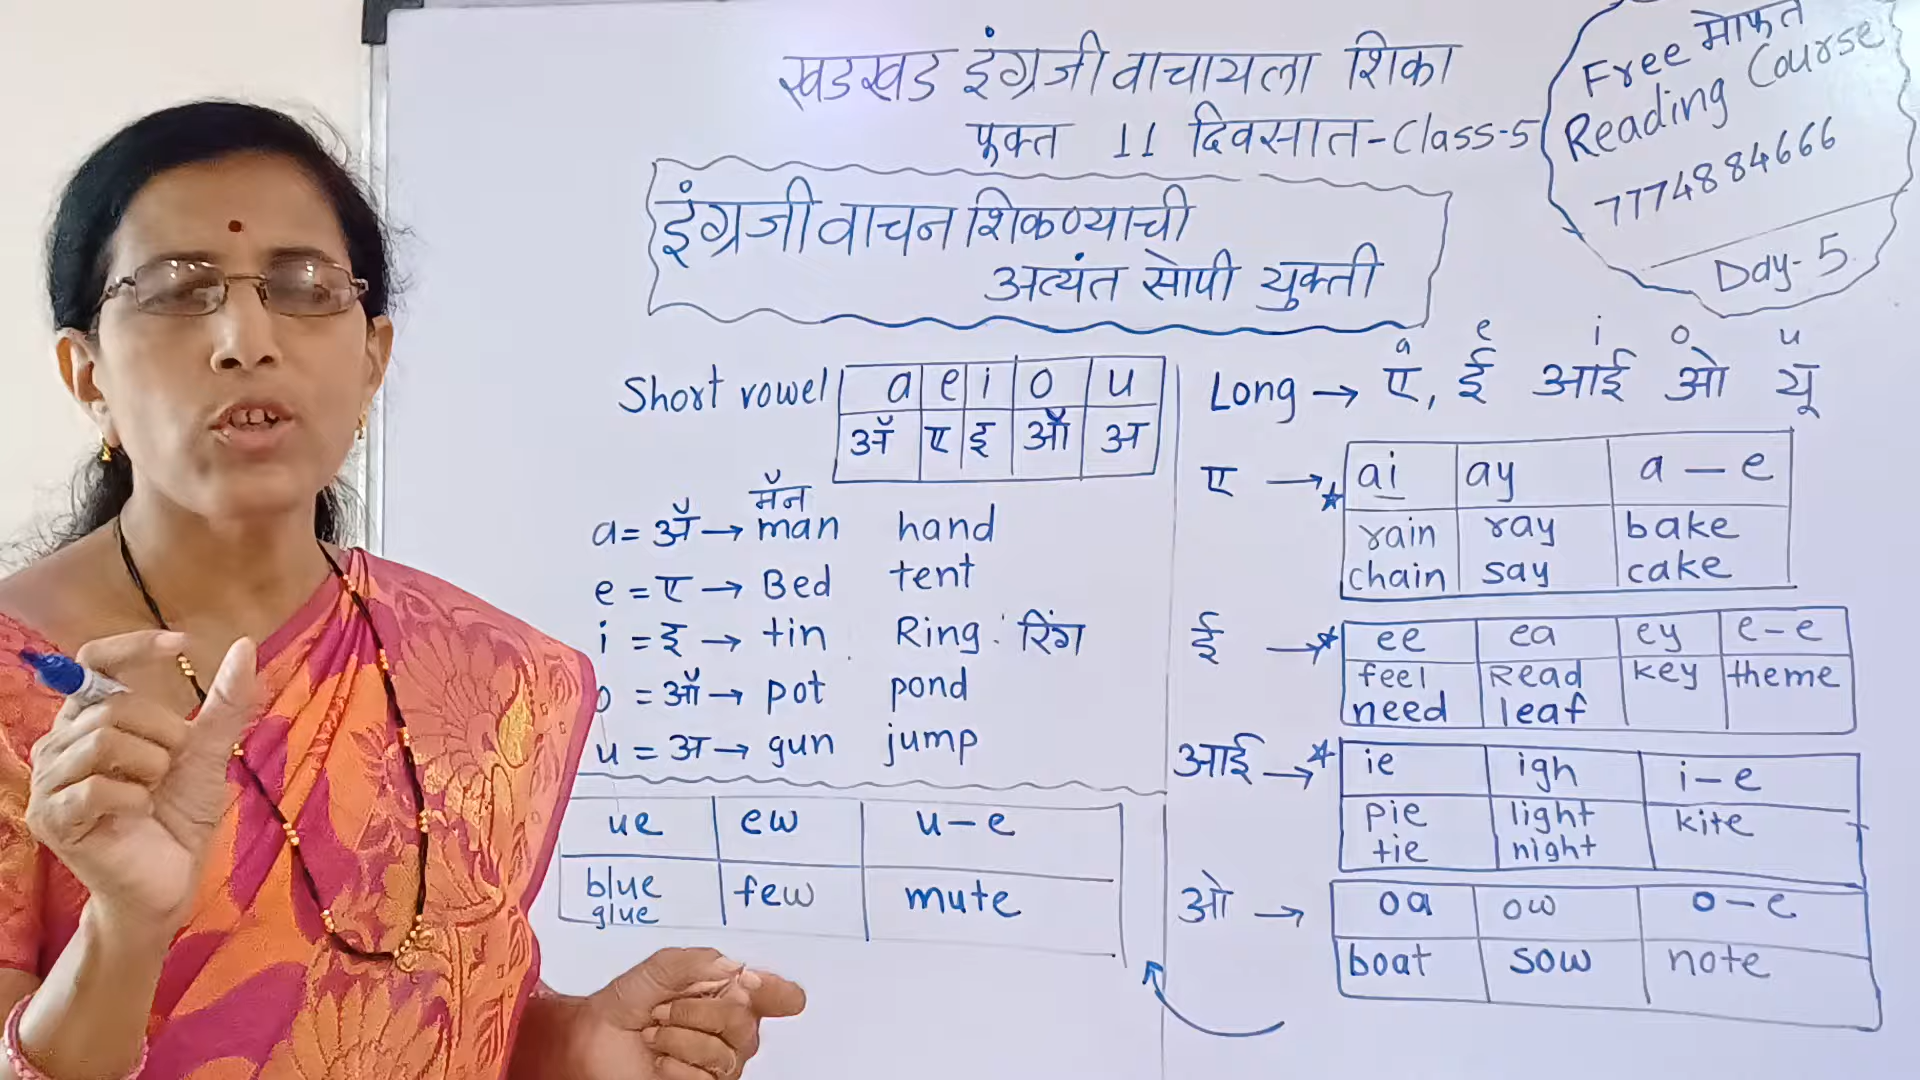 खडखड इंग्रजी वाचायला शिका
फक्त 11 दिवसात-Class-5
Free मोफत
Reading Course
7774884666
Day-5
इंग्रजी वाचन शिकण्याची
अत्यंत सोपी युक्ती
Short vowel a e i o u
ॲ ए इ ऑ अ
मॅन
a = ॲ → man hand
e = ए → Bed tent
i = इ → tin Ring. रिंग
o = ऑ → pot pond
u = अ → gun jump
ue ew u-e
blue few mute
glue
a e i o u
Long → ए, ई आई ओ यू
ए → ai ay a-e
rain ray bake
chain say cake
ई → ee ea ey e-e
feel Read key theme
need leaf
आई → ie igh i-e
pie light kite
tie night
ओ → oa ow o-e
boat sow note